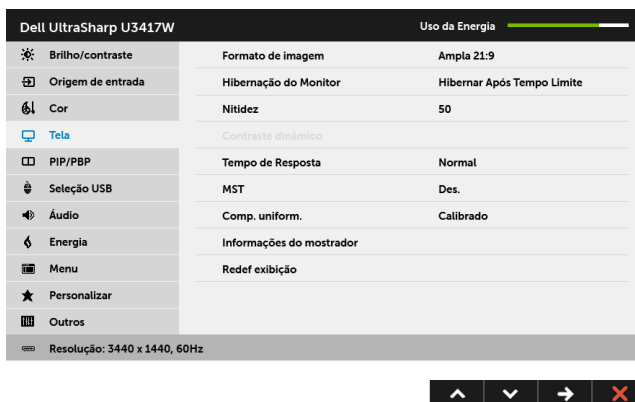 Dell UltraSharp U3417W
Uso da Energia
Brilho/contraste
Formato de imagem Ampla 21:9
Origem de entrada
Hibernação do Monitor Hibernar Após Tempo Limite
Cor
Nitidez 50
Tela
Contraste dinâmico
PIP/PBP
Tempo de Resposta Normal
Seleção USB
MST Des.
Áudio
Comp. uniform. Calibrado
Energia
Informações do mostrador
Menu
Redef exibição
Personalizar
Outros
Resolução: 3440 x 1440, 60Hz